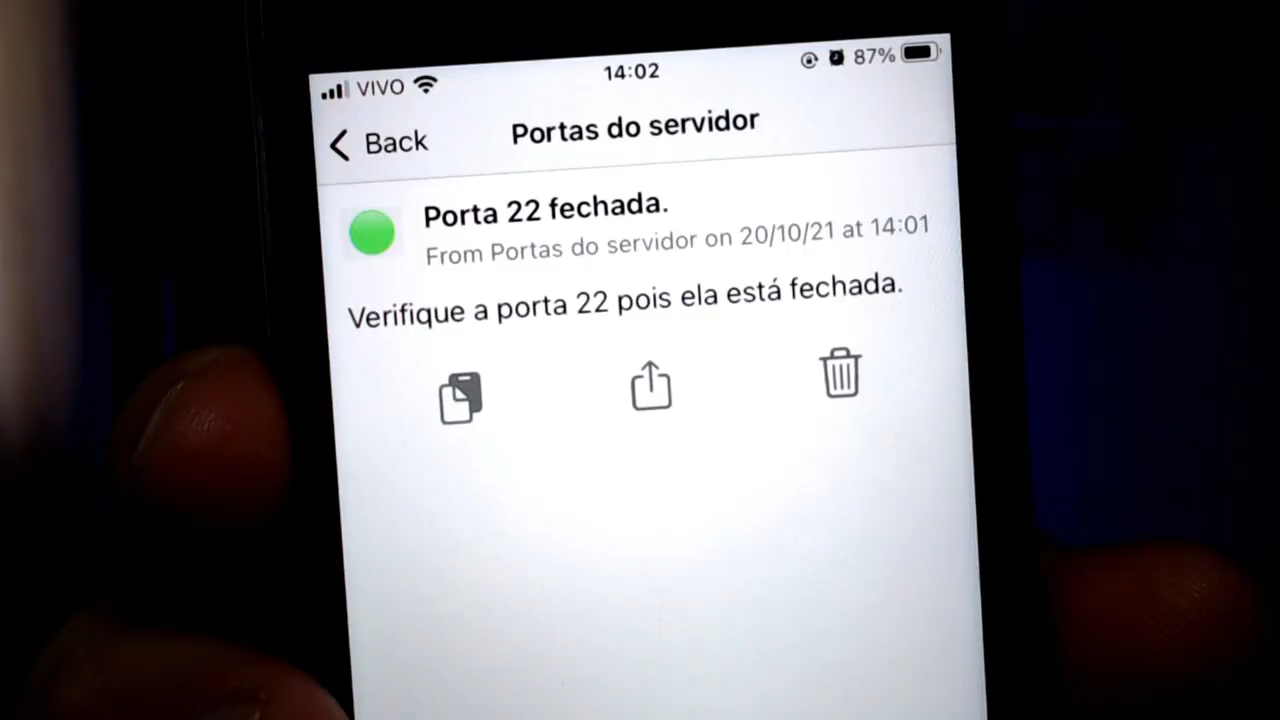 VIVO 14:02 87%
Back Portas do servidor
Porta 22 fechada.
From Portas do servidor on 20/10/21 at 14:01
Verifique a porta 22 pois ela está fechada.